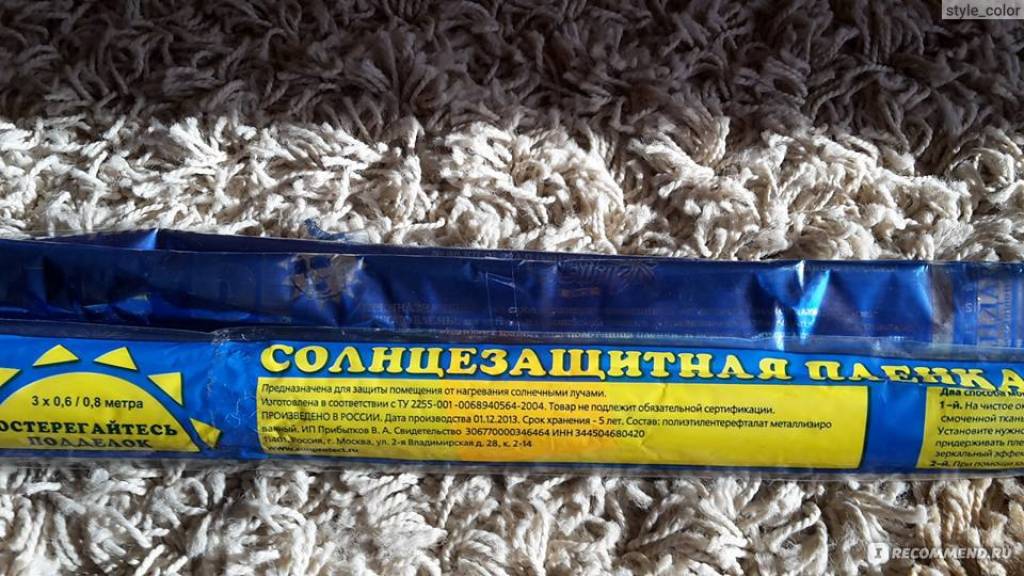 style_color
СОЛНЦЕЗАЩИТНАЯ ПЛЕНКА
3 х 0,6 / 0,8 метра
ОСТЕРЕГАЙТЕСЬ
ПОДДЕЛОК
Предназначена для защиты помещения от нагревания солнечными лучами.
Изготовлена в соответствии с ТУ 2255-001 -0068940564-2004. Товар не подлежит обязательной сертификации.
ПРОИЗВЕДЕНО В РОССИИ. Дата производства 01.12.2013. Срок хранения - 5 лет. Состав: полиэтилентерефталат металлизиро
ванный. ИП Прибытков В. А. Свидетельство 306770000346464 ИНН 344504680420
Россия, г. Москва, ул. 2-я Владимирская д. 28, к. 2-14
Два способа
1-й. На чистое
смоченной
Установите
придерживать
зеркальный
2-й. При помощи
RECOMMEND.RU